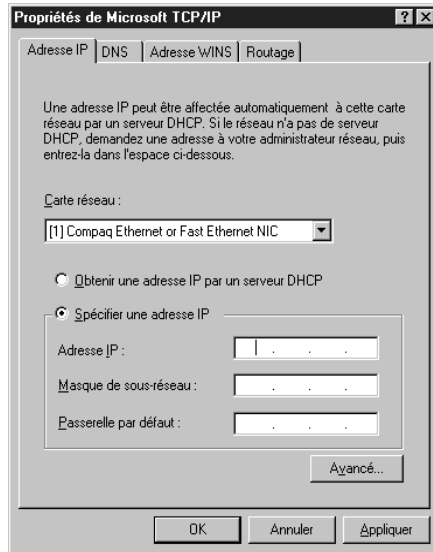 Propriétés de Microsoft TCP/IP
Adresse IP
DNS
Adresse WINS
Routage
Une adresse IP peut être affectée automatiquement à cette carte
réseau par un serveur DHCP. Si le réseau n'a pas de serveur
DHCP, demandez une adresse à votre administrateur réseau, puis
entrez-la dans l'espace ci-dessous.
Carte réseau :
[1] Compaq Ethernet or Fast Ethernet NIC
Obtenir une adresse IP par un serveur DHCP
Spécifier une adresse IP
Adresse IP :
Masque de sous-réseau :
Passerelle par défaut :
Avancé...
OK
Annuler
Appliquer